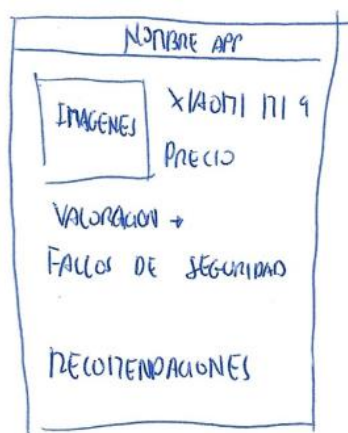 NOMBRE APP
IMAGENES
XIAOMI MI 9
PRECIO
VALORACION →
FALLOS DE SEGURIDAD
RECOMENDACIONES